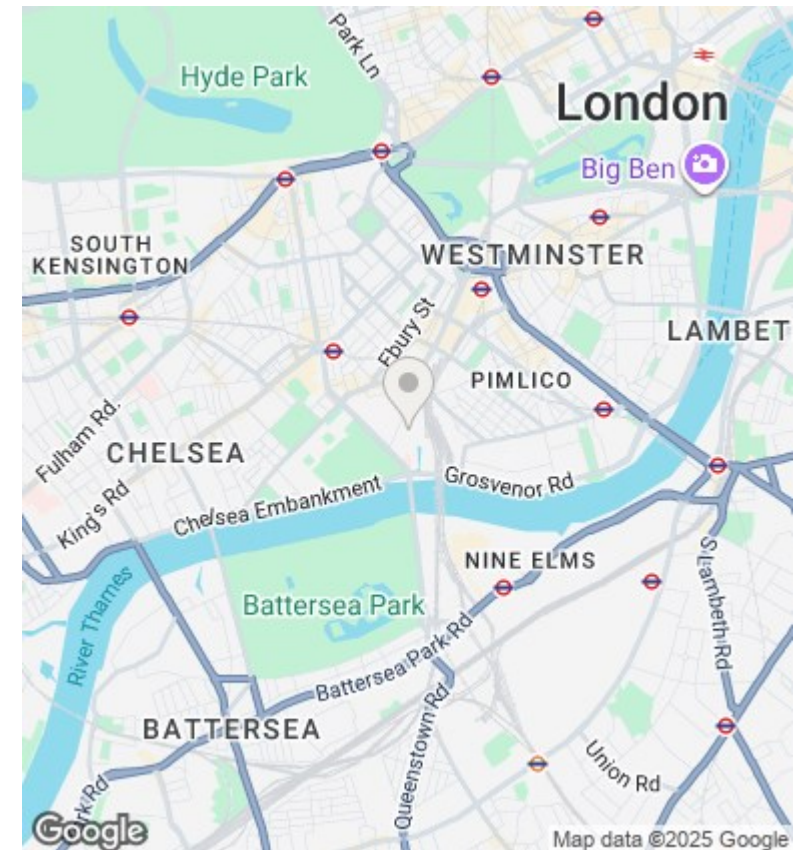 Park Ln
Hyde Park
London
Big Ben
SOUTH
KENSINGTON
WESTMINSTER
LAMBET
Ebury St
PIMLICO
Fulham Rd.
CHELSEA
King's Rd
Chelsea Embankment
Grosvenor Rd
NINE ELMS
S Lambeth Rd
River Thames
Battersea Park
Battersea Park Rd
BATTERSEA
Queenstown Rd
Union Rd
rk Rd
Google
Map data ©2025 Google